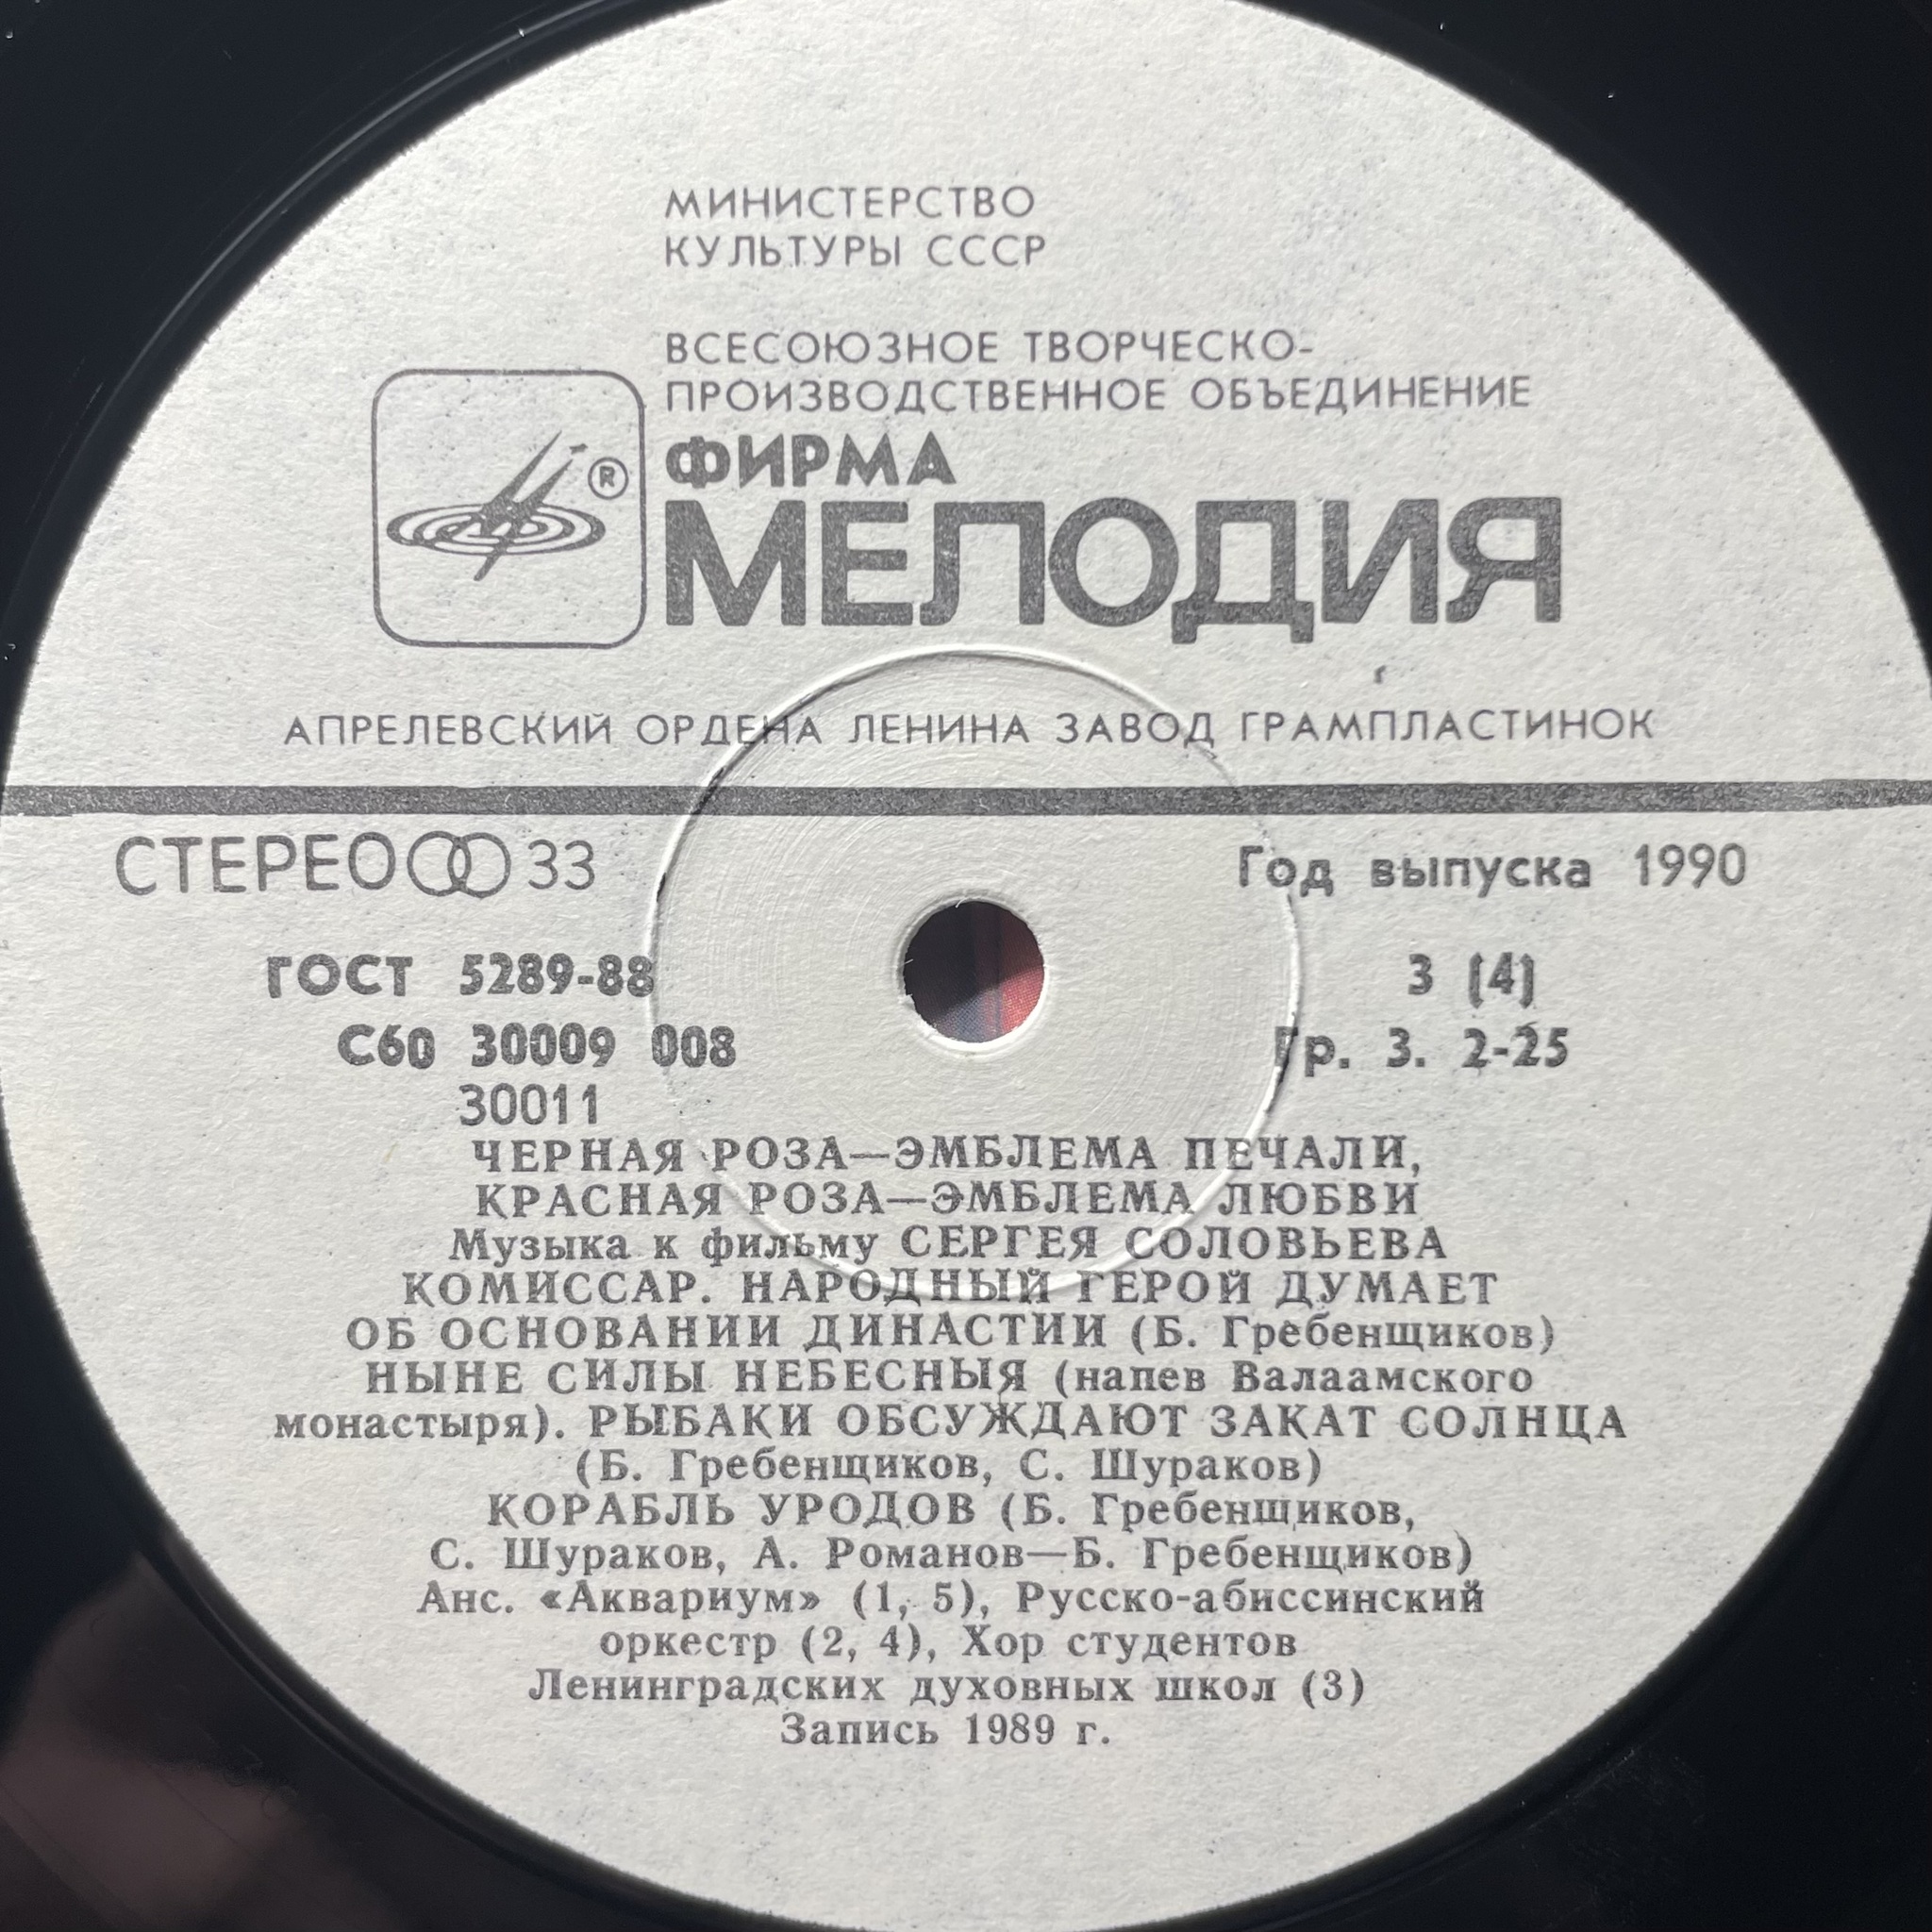 МИНИСТЕРСТВО
КУЛЬТУРЫ СССР
ВСЕСОЮЗНОЕ ТВОРЧЕСКО-
ПРОИЗВОДСТВЕННОЕ ОБЪЕДИНЕНИЕ
ФИРМА
®
МЕЛОДИЯ
АПРЕЛЕВСКИЙ ОРДЕНА ЛЕНИНА ЗАВОД ГРАМПЛАСТИНОК
СТЕРЕО 33
Год выпуска 1990
ГОСТ 5289-88
3 (4)
С60 30009 008
Гр. 3. 2-25
30011
ЧЕРНАЯ РОЗА—ЭМБЛЕМА ПЕЧАЛИ,
КРАСНАЯ РОЗА—ЭМБЛЕМА ЛЮБВИ
Музыка к фильму СЕРГЕЯ СОЛОВЬЕВА
КОМИССАР. НАРОДНЫЙ ГЕРОЙ ДУМАЕТ
ОБ ОСНОВАНИИ ДИНАСТИИ (Б. Гребенщиков)
НЫНЕ СИЛЫ НЕБЕСНЫЯ (напев Валаамского
монастыря). РЫБАКИ ОБСУЖДАЮТ ЗАКАТ СОЛНЦА
(Б. Гребенщиков, С. Шураков)
КОРАБЛЬ УРОДОВ (Б. Гребенщиков,
С. Шураков, А. Романов—Б. Гребенщиков)
Анс. «Аквариум» (1, 5), Русско-абиссинский
оркестр (2, 4), Хор студентов
Ленинградских духовных школ (3)
Запись 1989 г.